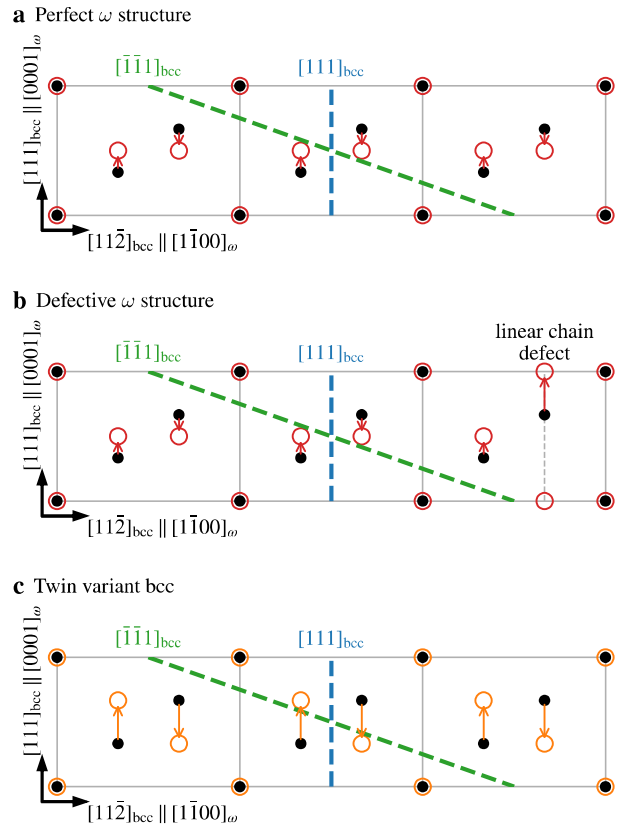 a Perfect ω structure
[1̄1̄1]bcc
[111]bcc
[111]bcc || [0001]ω
[112̄]bcc || [11̄00]ω
b Defective ω structure
linear chain
defect
[1̄1̄1]bcc
[111]bcc
[111]bcc || [0001]ω
[112̄]bcc || [11̄00]ω
c Twin variant bcc
[1̄1̄1]bcc
[111]bcc
[111]bcc || [0001]ω
[112̄]bcc || [11̄00]ω